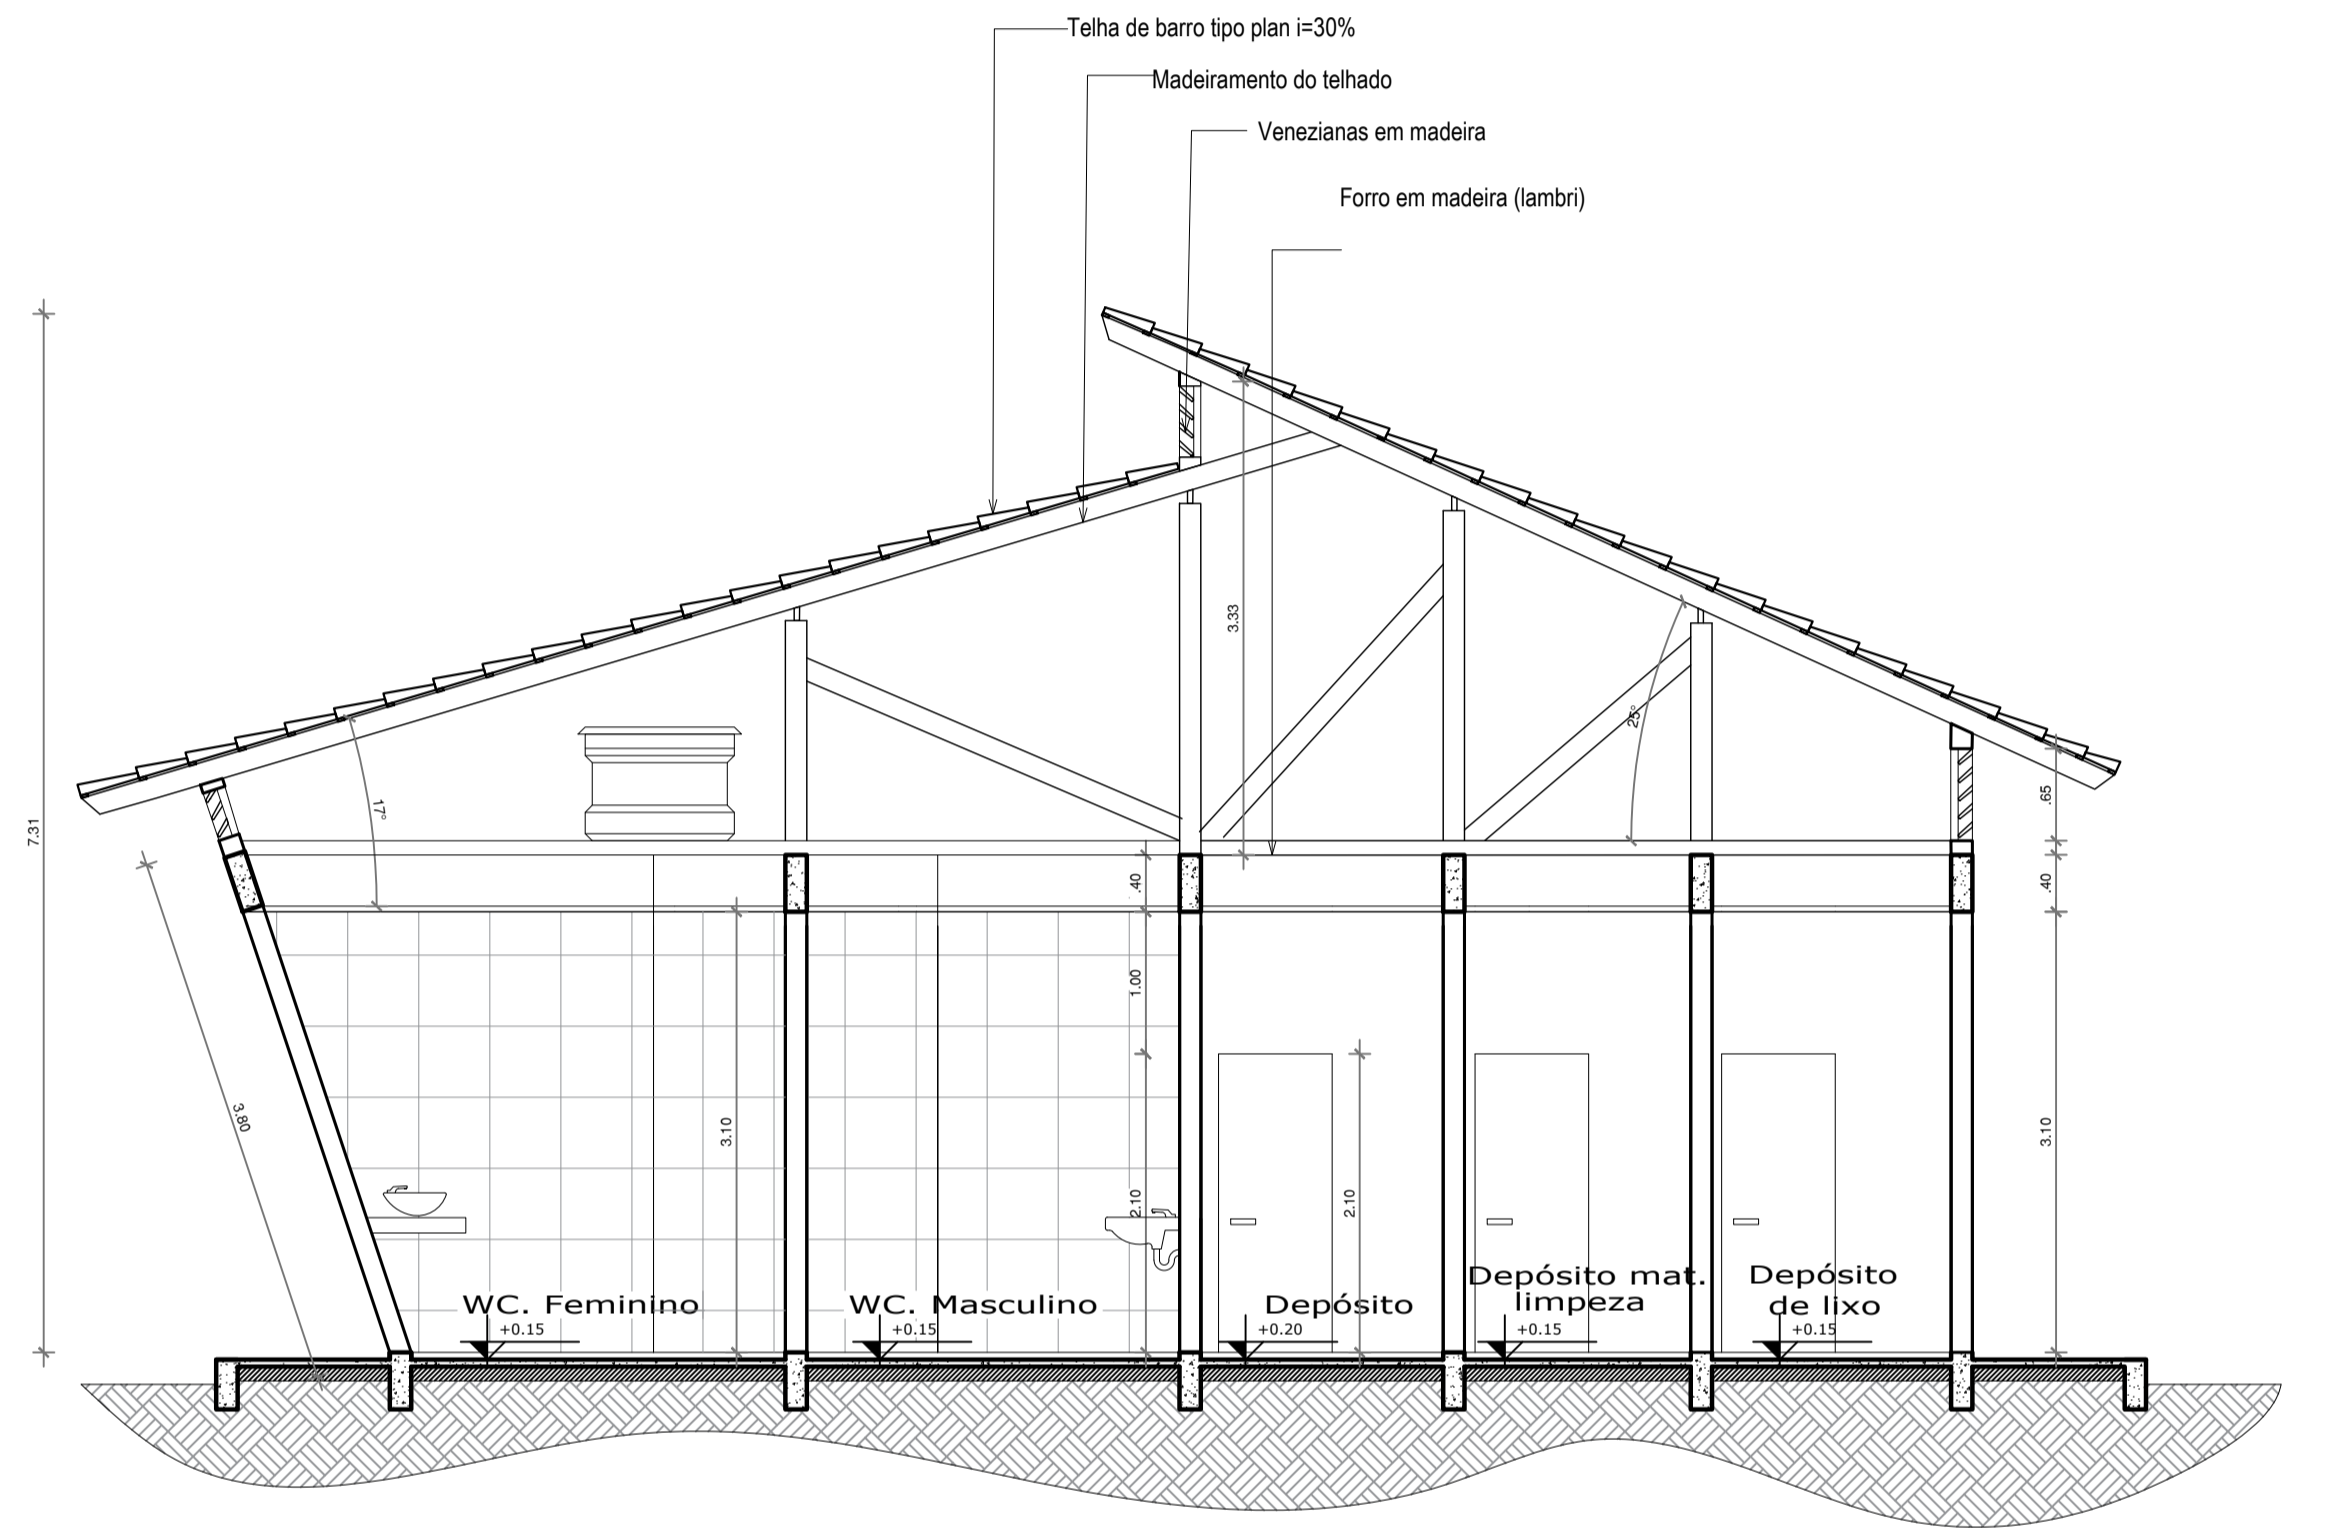 Telha de barro tipo plan i=30%
Madeiramento do telhado
Venezianas em madeira
Forro em madeira (lambri)
7.31
3.33
25°
17°
.65
.40
.40
1.00
3.80
3.10
3.10
2.10
2.10
WC. Feminino
+0.15
WC. Masculino
+0.15
Depósito
+0.20
Depósito mat.
limpeza
+0.15
Depósito
de lixo
+0.15